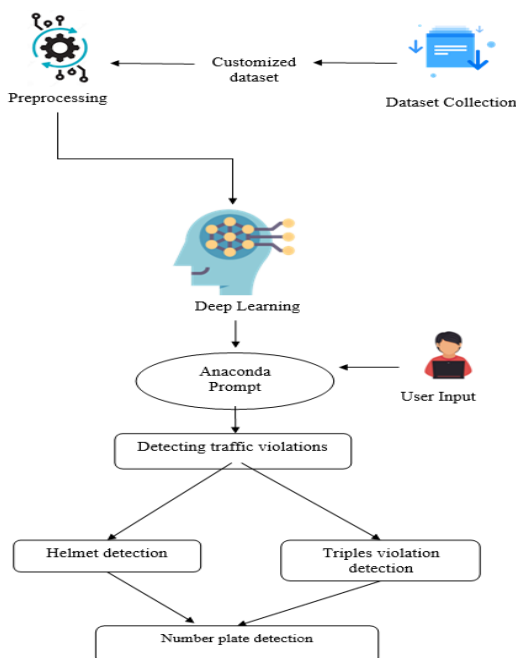 Customized
dataset
Preprocessing
Dataset Collection
Deep Learning
Anaconda
Prompt
User Input
Detecting traffic violations
Helmet detection
Triples violation
detection
Number plate detection